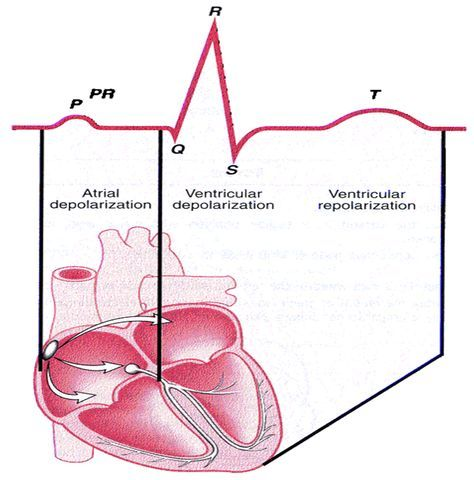 R
P
PR
T
Q
S
Atrial
depolarization
Ventricular
depolarization
Ventricular
repolarization